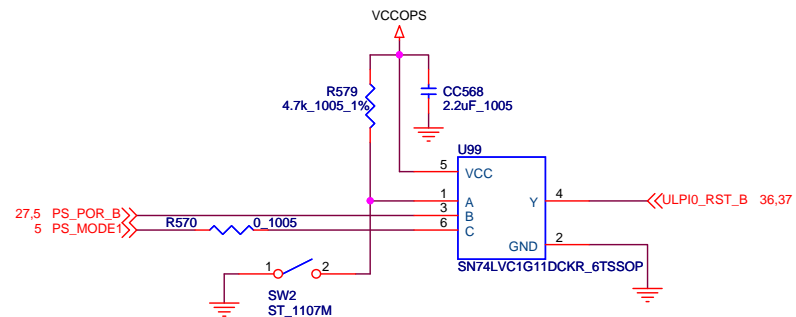 VCCOPS
R579
4.7k_1005_1%
CC568
2.2uF_1005
U99
5 VCC
1 A
3 B
6 C
Y 4
GND 2
SN74LVC1G11DCKR_6TSSOP
27,5 PS_POR_B
5 PS_MODE1
R570 0_1005
ULPI0_RST_B 36,37
1 2
SW2
ST_1107M